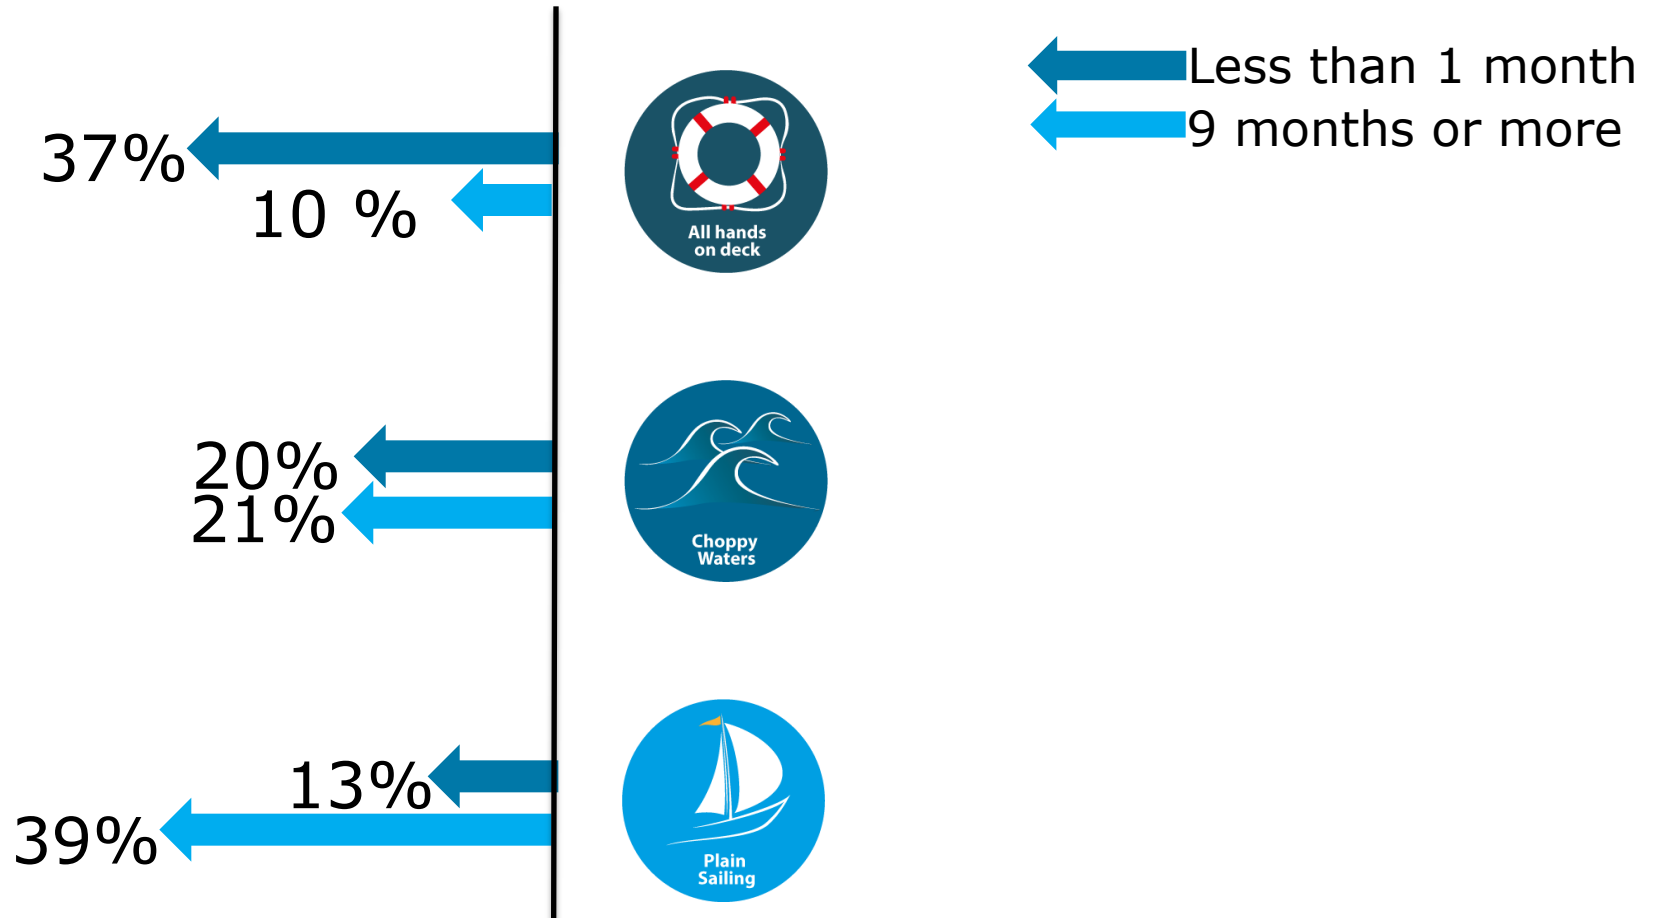 Less than 1 month
9 months or more
37%
10 %
All hands
on deck
20%
21%
Choppy
Waters
13%
39%
Plain
Sailing